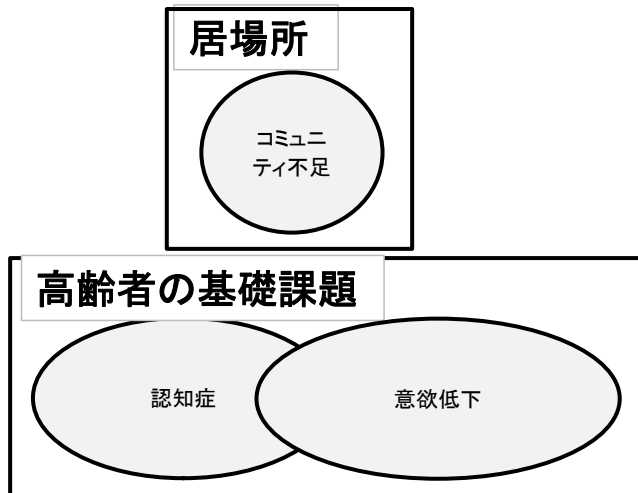 居場所
コミュニ
ティ不足
高齢者の基礎課題
認知症
意欲低下